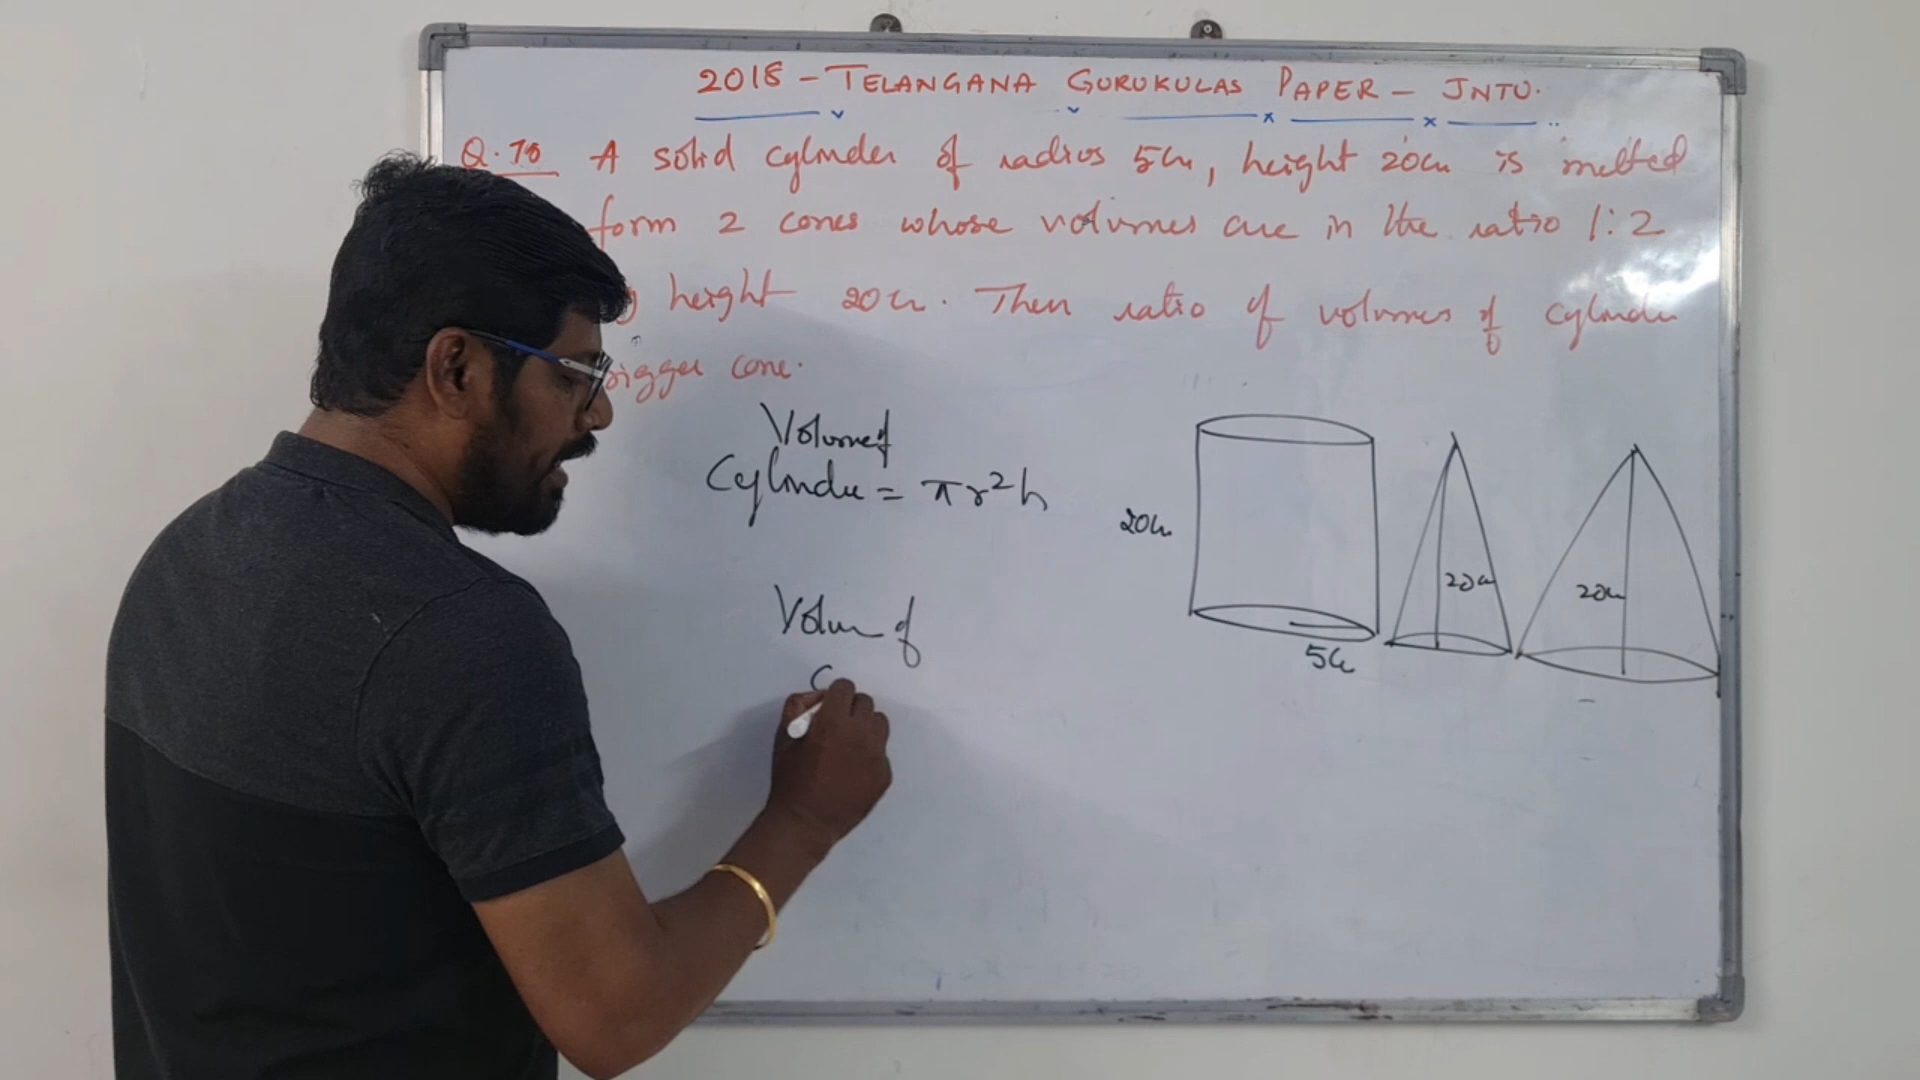 2018 - TELANGANA GURUKULAS PAPER - JNTU.
Q.78 A solid cylinder of radius 5cm, height 20cm is melted
form 2 cones whose volumes are in the ratio 1:2
height 20cm. Then ratio of volumes of cylinder
bigger cone.
Volume of
Cylinder = πr²h
20cm
20cm
20cm
5cm
Volume of
C